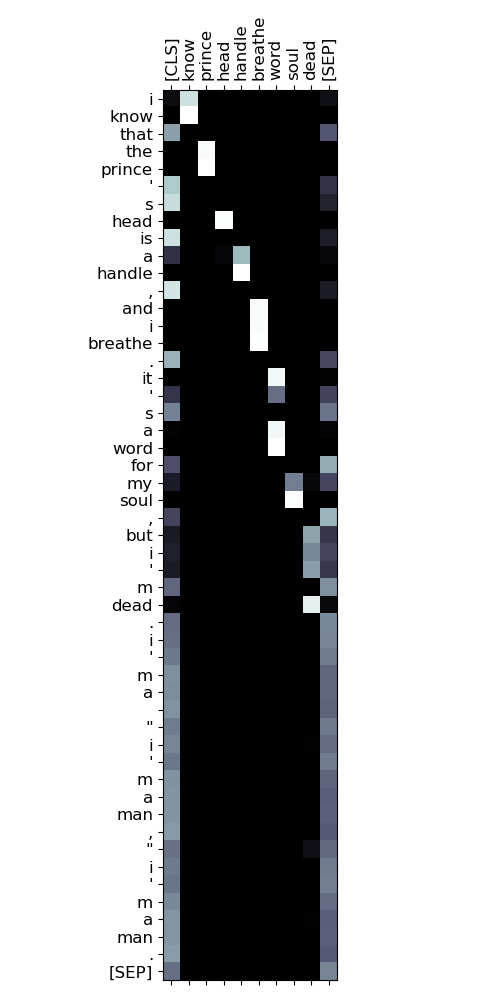 [CLS]
know
prince
head
handle
breathe
word
soul
dead
[SEP]
i
know
that
the
prince
'
s
head
is
a
handle
,
and
i
breathe
.
it
'
s
a
word
for
my
soul
,
but
i
'
m
dead
.
i
'
m
a
"
i
'
m
a
man
,
"
i
'
m
a
man
.
[SEP]